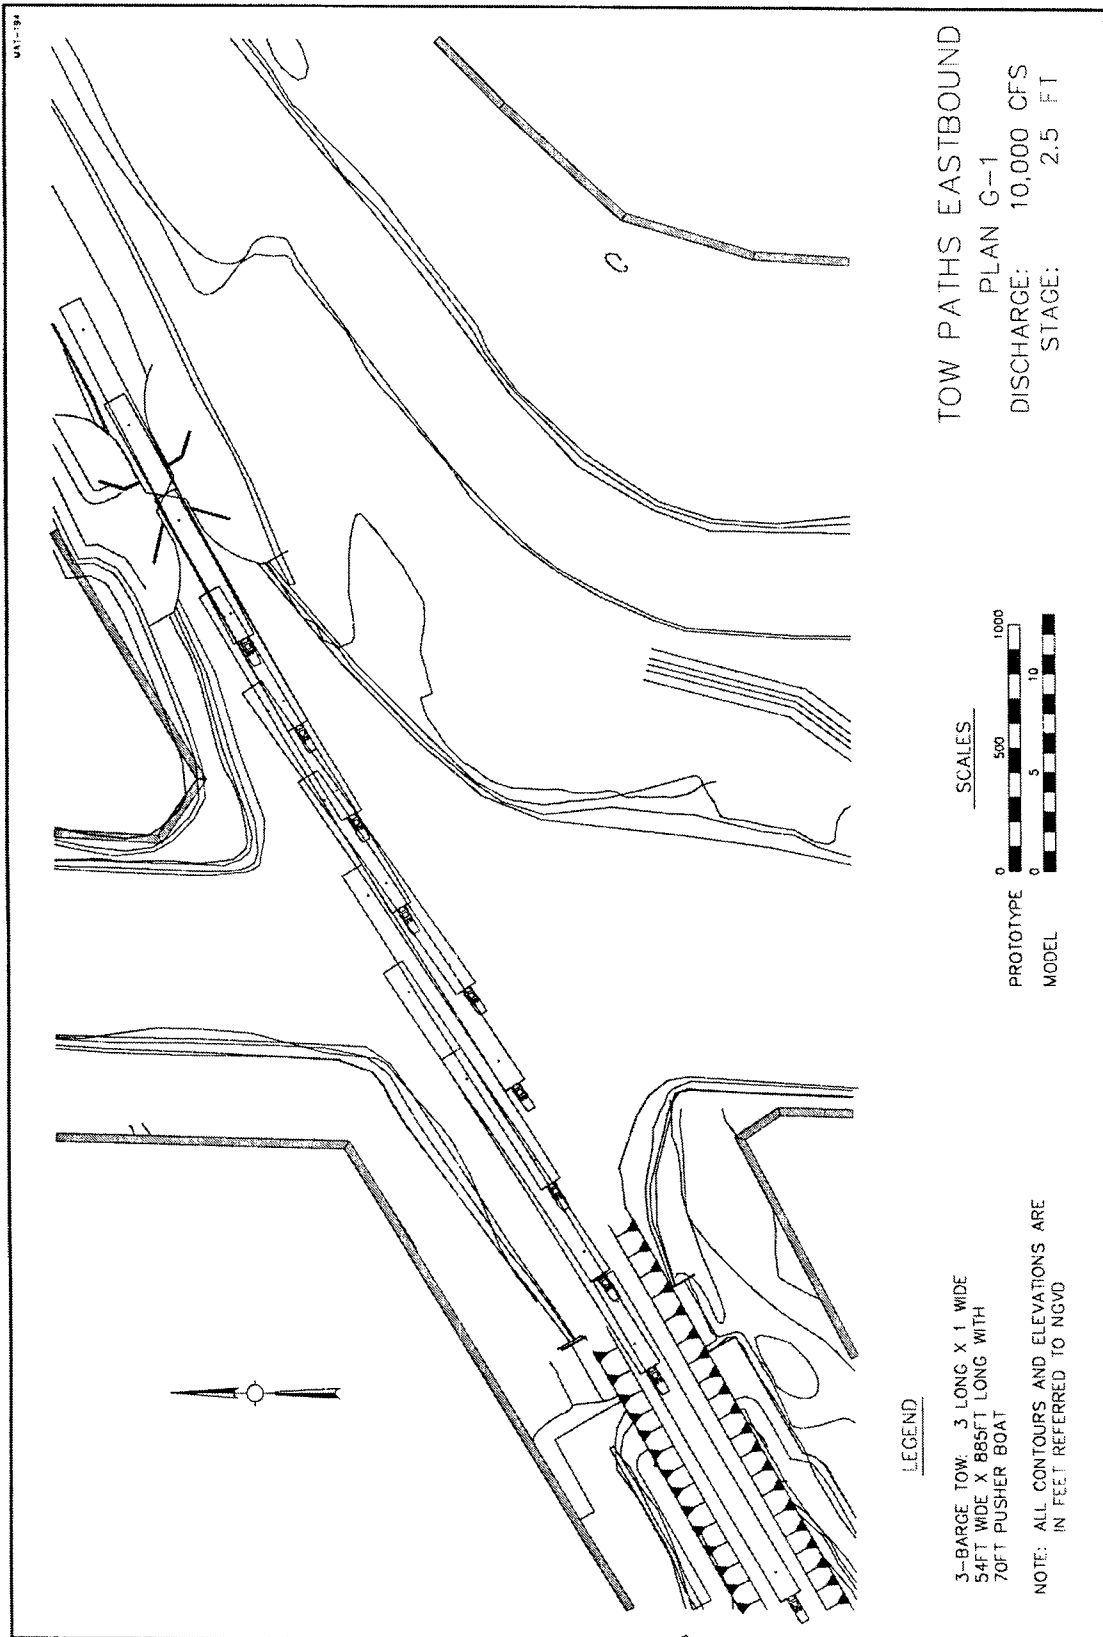 MAT-194
TOW PATHS EASTBOUND
PLAN G-1
DISCHARGE: 10,000 CFS
STAGE: 2.5 FT
SCALES
PROTOTYPE 0 500 1000
MODEL 0 5 10
LEGEND
3-BARGE TOW: 3 LONG X 1 WIDE
54FT WIDE X 885FT LONG WITH
70FT PUSHER BOAT
NOTE: ALL CONTOURS AND ELEVATIONS ARE
IN FEET REFERRED TO NGVD